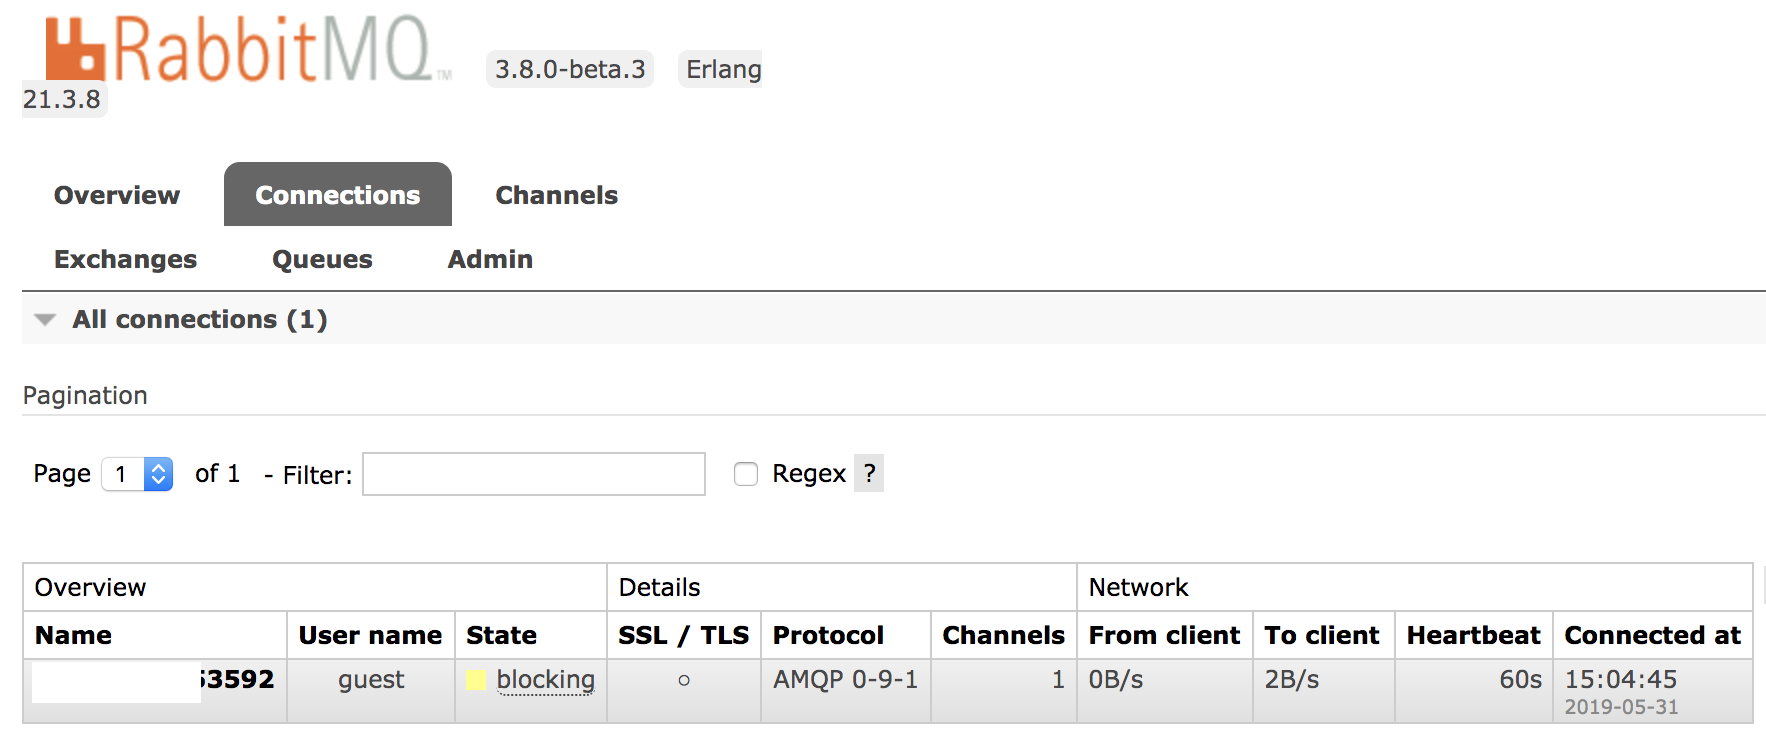 RabbitMQ™ 3.8.0-beta.3 Erlang
21.3.8
Overview Connections Channels
Exchanges Queues Admin
All connections (1)
Pagination
Page 1 of 1 - Filter: Regex ?
Overview Details Network
Name User name State SSL / TLS Protocol Channels From client To client Heartbeat Connected at
53592 guest blocking ○ AMQP 0-9-1 1 0B/s 2B/s 60s 15:04:45
2019-05-31